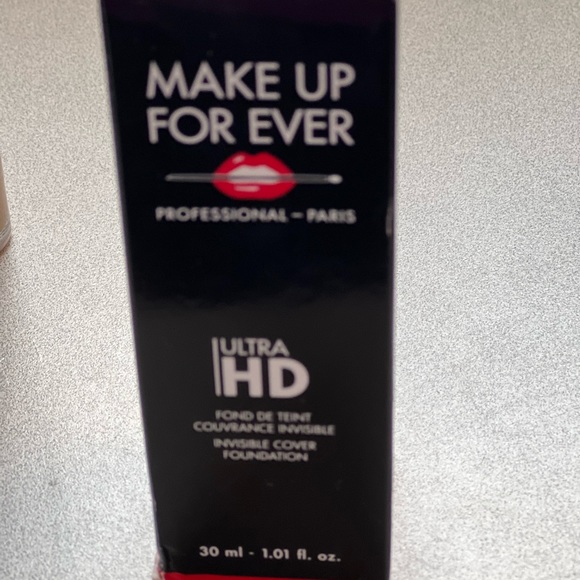 MAKE UP
FOR EVER
PROFESSIONAL – PARIS
ULTRA
HD
FOND DE TEINT
COUVRANCE INVISIBLE
INVISIBLE COVER
FOUNDATION
30 ml - 1.01 fl. oz.